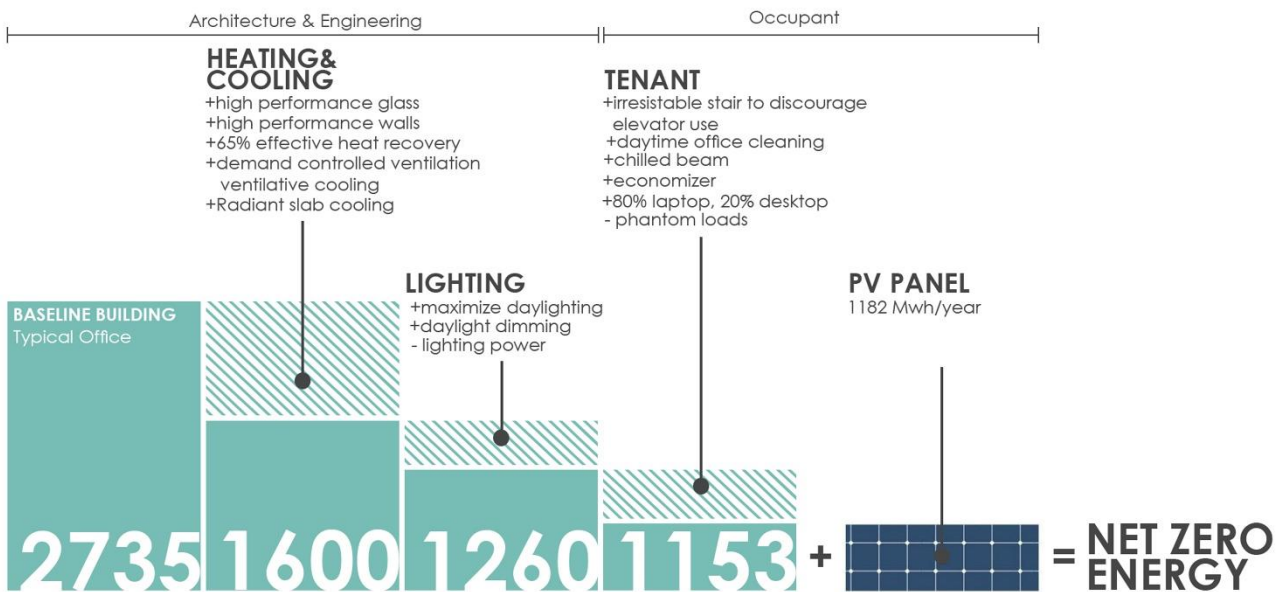 Architecture & Engineering
Occupant
HEATING&
COOLING
+high performance glass
+high performance walls
+65% effective heat recovery
+demand controlled ventilation
ventilative cooling
+Radiant slab cooling
TENANT
+irresistable stair to discourage
elevator use
+daytime office cleaning
+chilled beam
+economizer
+80% laptop, 20% desktop
- phantom loads
LIGHTING
+maximize daylighting
+daylight dimming
- lighting power
PV PANEL
1182 Mwh/year
BASELINE BUILDING
Typical Office
2735
1600
1260
1153
+
= NET ZERO
ENERGY